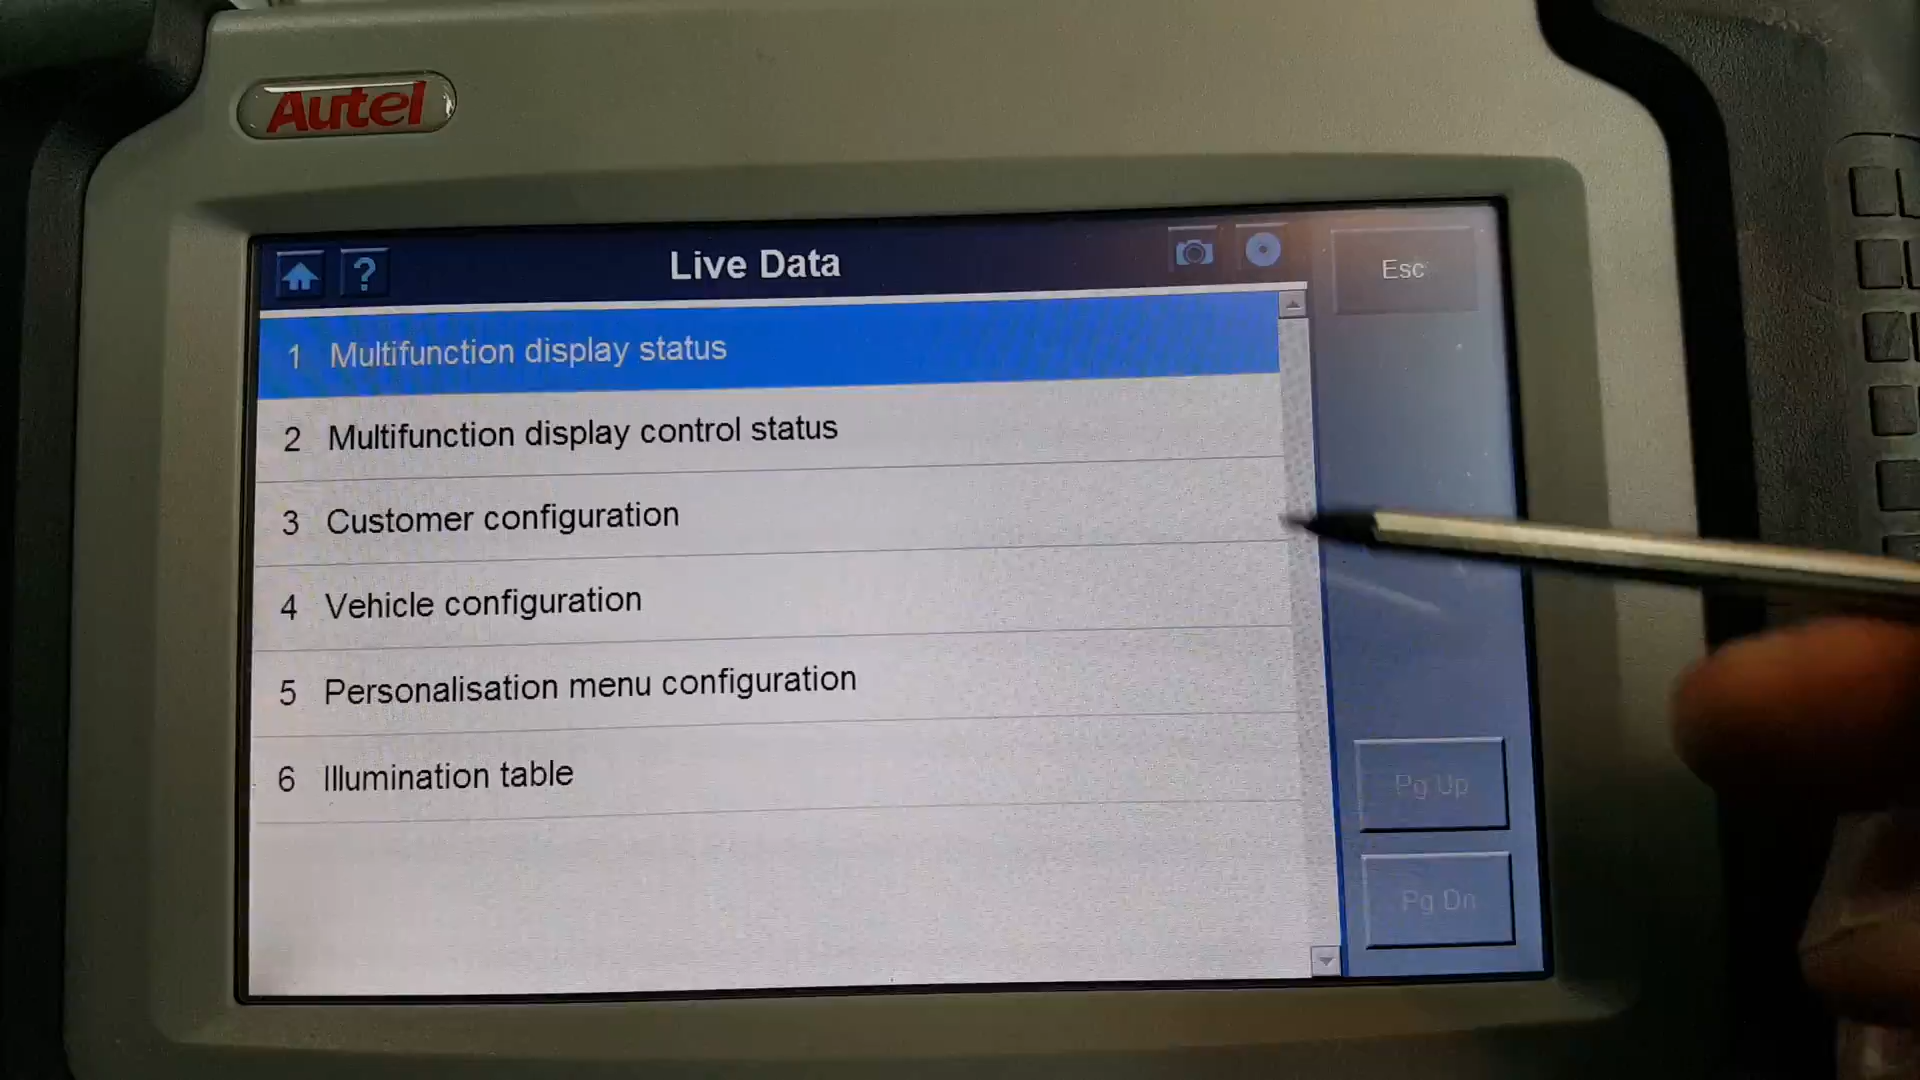 Autel
?
Live Data
Esc
1 Multifunction display status
2 Multifunction display control status
3 Customer configuration
4 Vehicle configuration
5 Personalisation menu configuration
6 Illumination table
Pg Up
Pg Dn